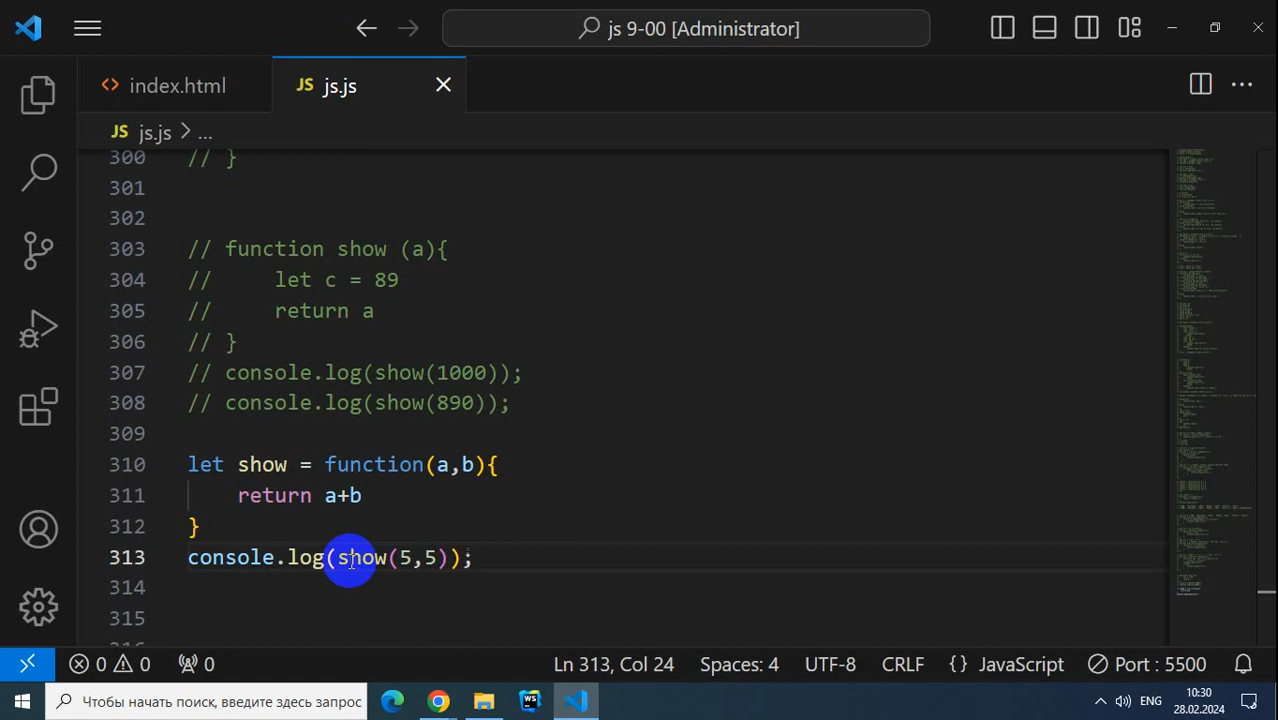 js 9-00 [Administrator]
index.html
JS js.js
JS js.js > ...
300 // }
301
302
303 // function show (a){
304 //     let c = 89
305 //     return a
306 // }
307 // console.log(show(1000));
308 // console.log(show(890));
309
310 let show = function(a,b){
311     return a+b
312 }
313 console.log(show(5,5));
314
315
0 0 0 Ln 313, Col 24 Spaces: 4 UTF-8 CRLF {} JavaScript Port : 5500
Чтобы начать поиск, введите здесь запрос
WS
ENG
10:30
28.02.2024